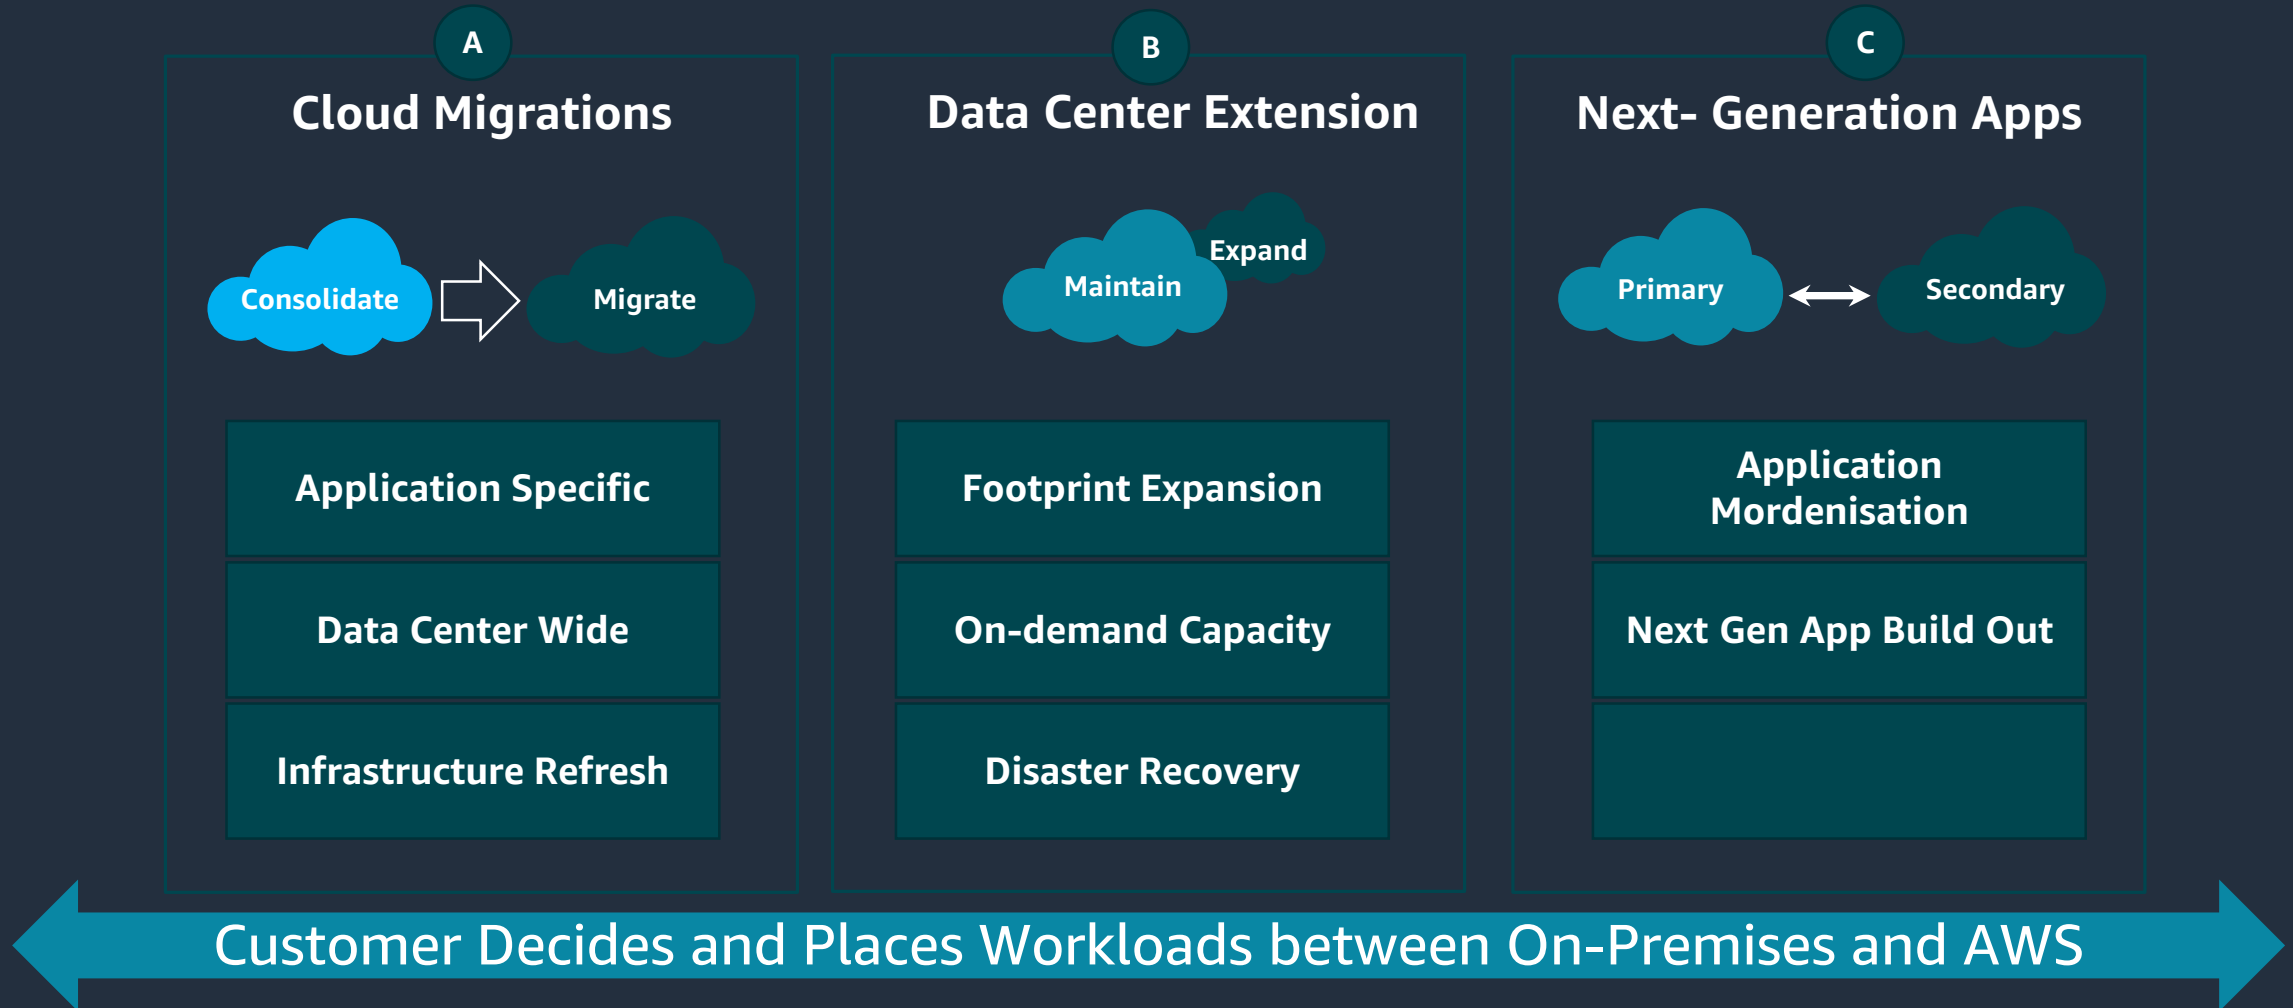 A
Cloud Migrations
Consolidate
Migrate
Application Specific
Data Center Wide
Infrastructure Refresh
B
Data Center Extension
Maintain
Expand
Footprint Expansion
On-demand Capacity
Disaster Recovery
C
Next- Generation Apps
Primary
Secondary
Application
Mordenisation
Next Gen App Build Out
Customer Decides and Places Workloads between On-Premises and AWS